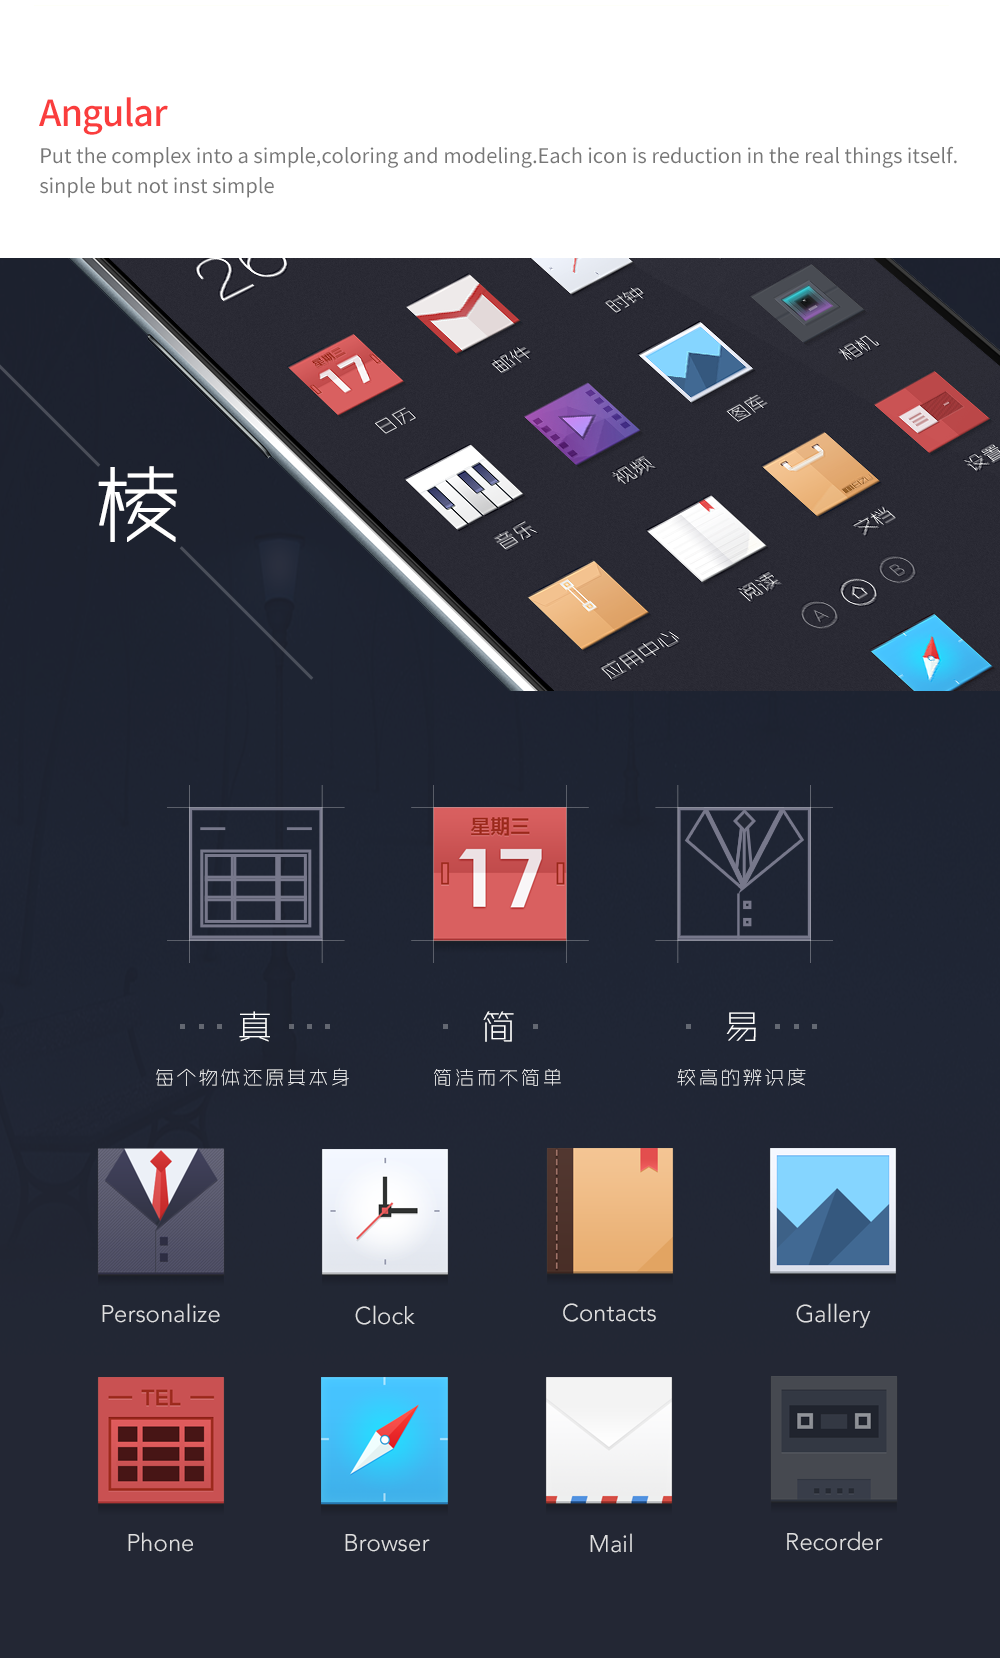 Angular
Put the complex into a simple,coloring and modeling.Each icon is reduction in the real things itself.
sinple but not inst simple
26
时钟
相机
邮件
星期三
17
日历
图库
设置
视频
音乐
文档
阅读
应用中心
A
B
棱
星期三
17
真
简
易
每个物体还原其本身
简洁而不简单
较高的辨识度
Personalize
Clock
Contacts
Gallery
TEL
Phone
Browser
Mail
Recorder